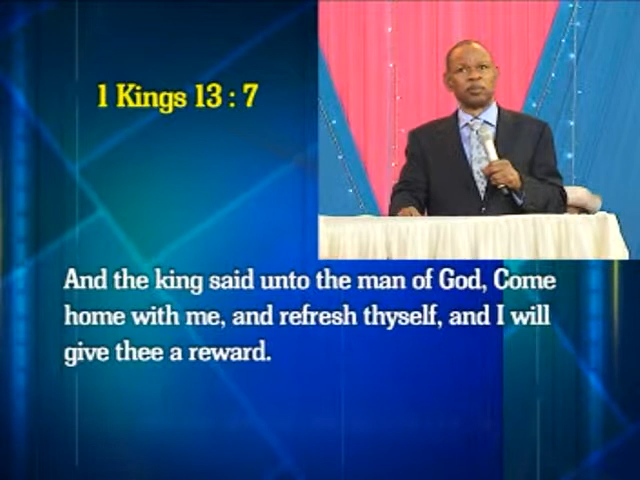 1 Kings 13 : 7
And the king said unto the man of God, Come
home with me, and refresh thyself, and I will
give thee a reward.